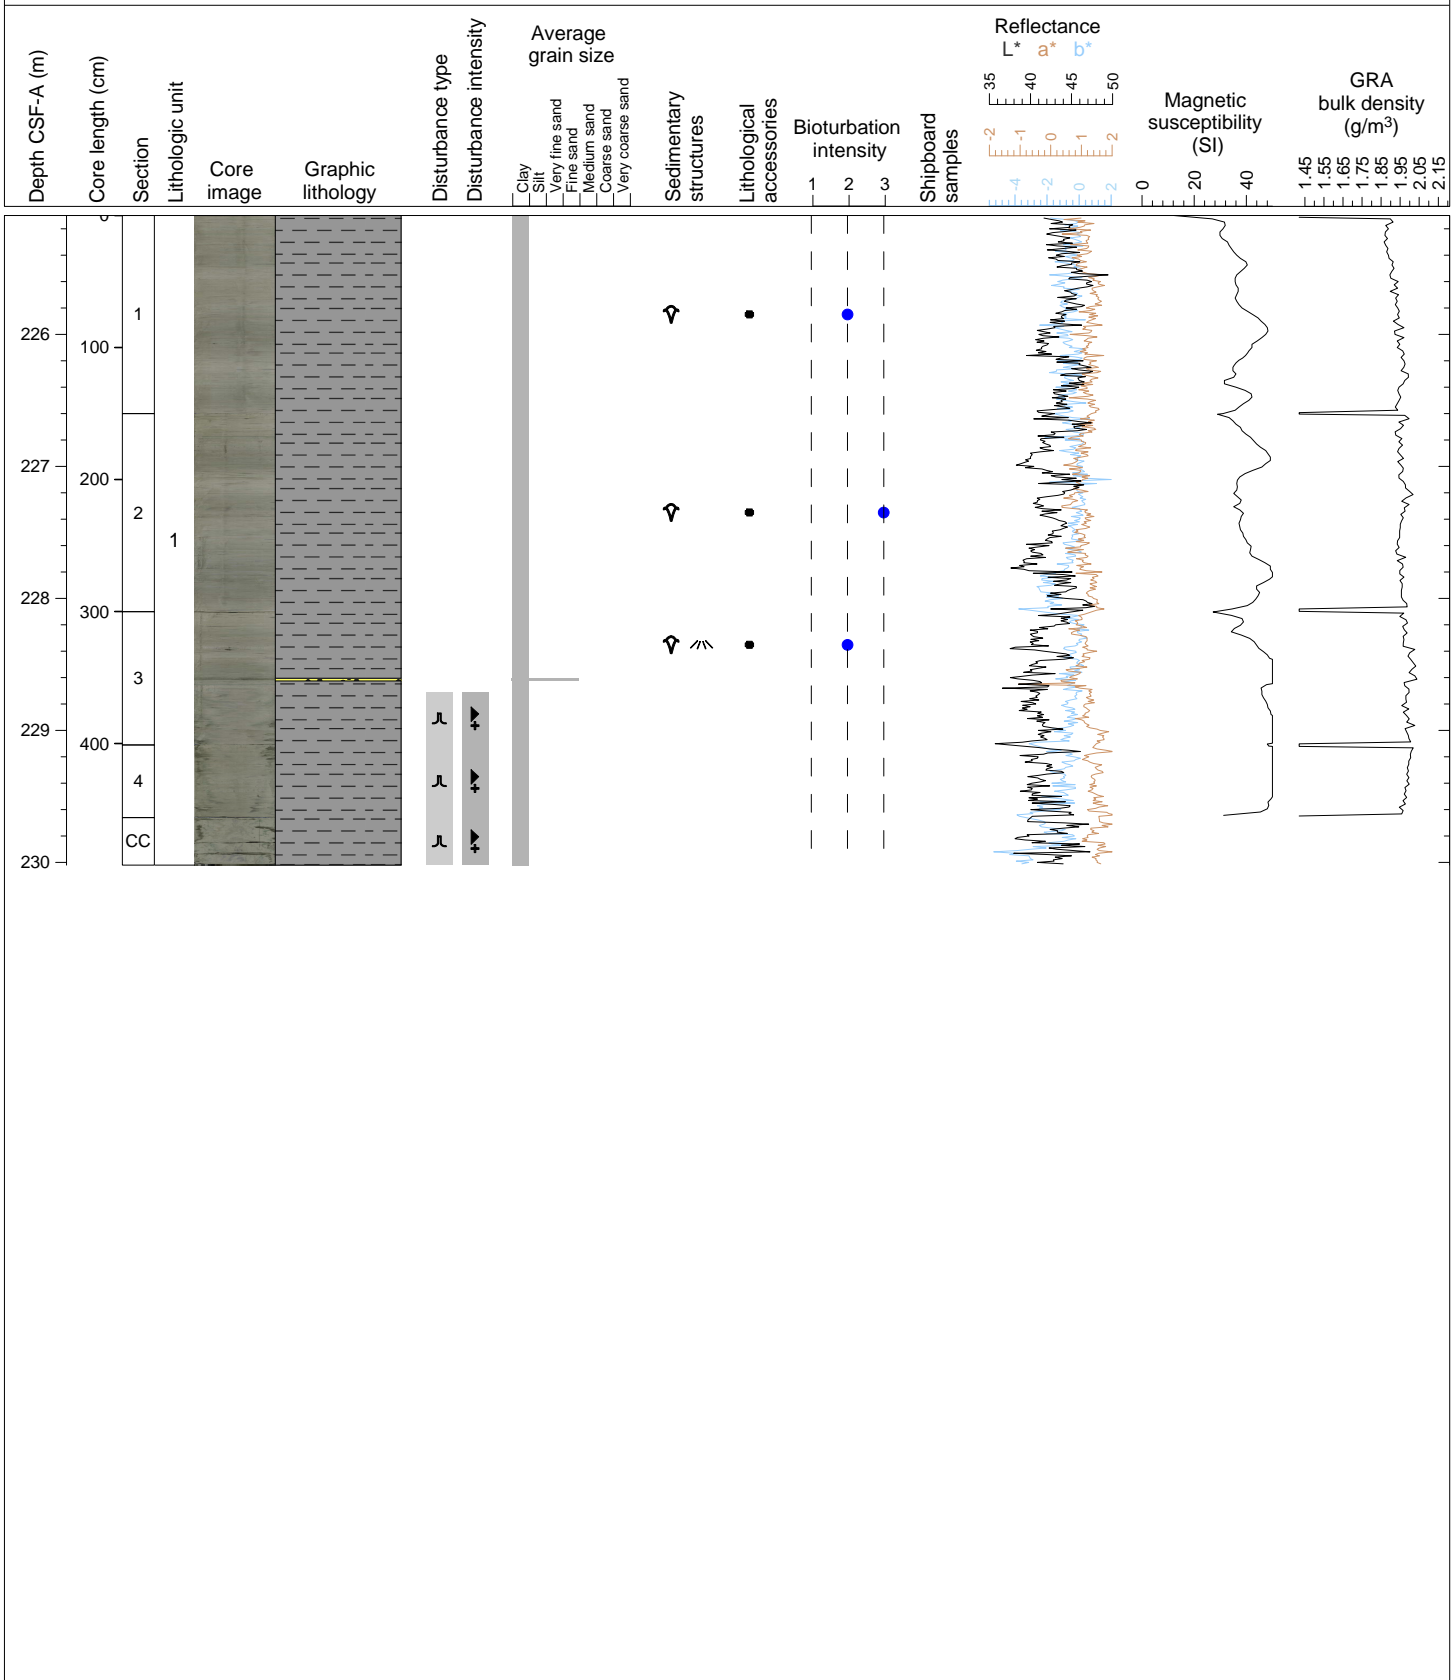 Depth CSF-A (m)
Core length (cm)
Section
Lithologic unit
Core
image
Graphic
lithology
Disturbance type
Disturbance intensity
Average
grain size
Clay
Silt
Very fine sand
Fine sand
Medium sand
Coarse sand
Very coarse sand
Sedimentary
structures
Lithological
accessories
Bioturbation
intensity
1 2 3
Shipboard
samples
Reflectance
L* a* b*
35 40 45 50
-2 -1 0 1 2
-4 -2 0 2
Magnetic
susceptibility
(SI)
0 20 40
GRA
bulk density
(g/m³)
1.45 1.55 1.65 1.75 1.85 1.95 2.05 2.15
0
1
226
100
227
200
2
1
228
300
3
229
400
4
CC
230